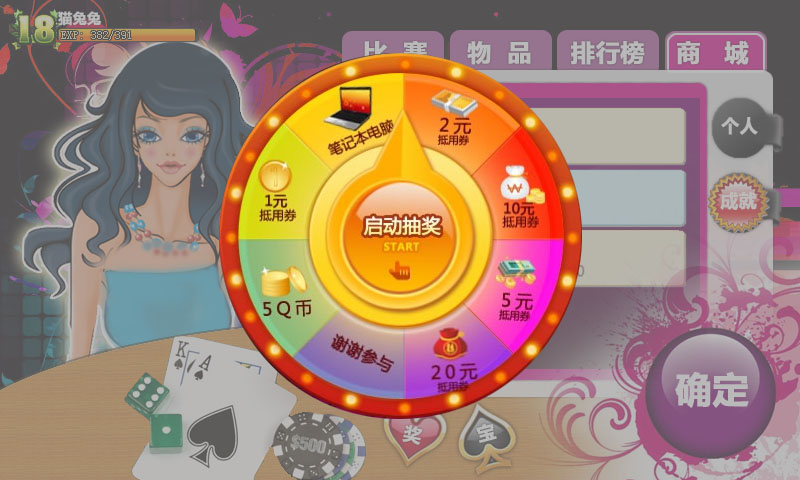 18
猫兔兔
EXP: 382/391
比 赛
物 品
排行榜
商 城
个人
成就
笔记本电脑
2元
抵用券
10元
抵用券
5元
抵用券
20元
抵用券
谢谢参与
5Q币
1元
抵用券
启动抽奖
START
确定
K
A
$500
奖
宝